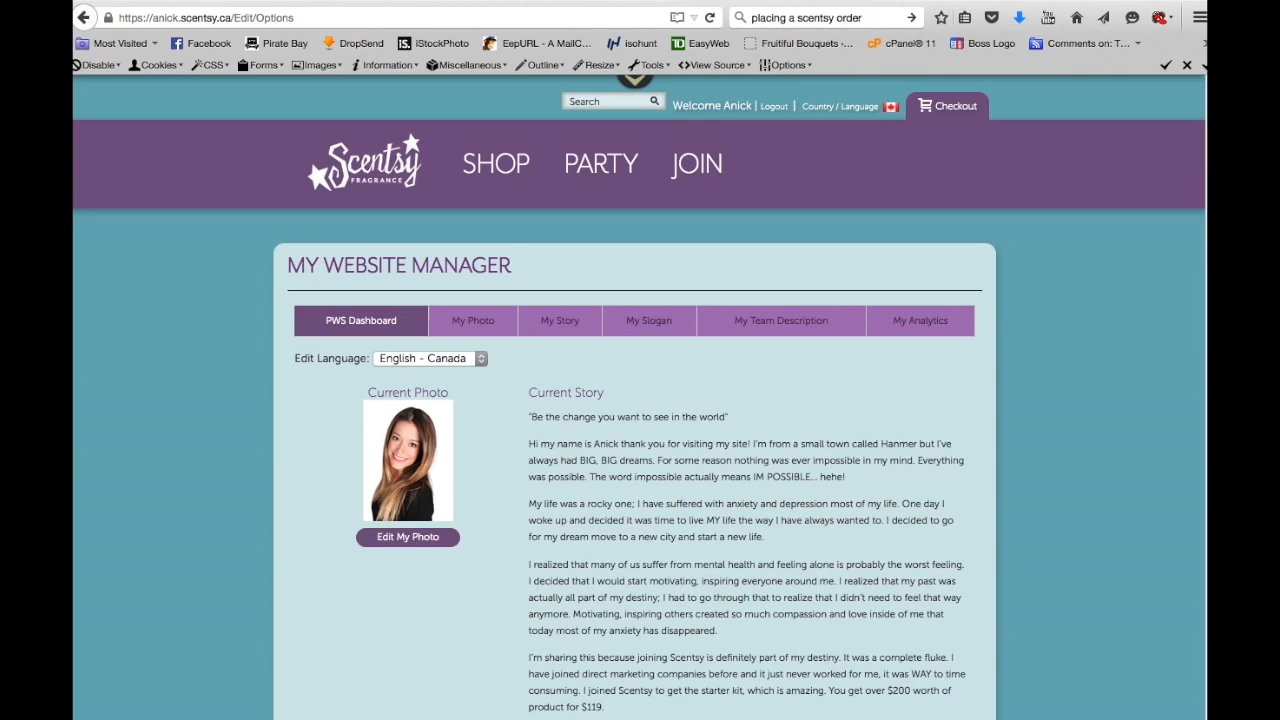 https://anick.scentsy.ca/Edit/Options
placing a scentsy order
Most Visited
Facebook
Pirate Bay
DropSend
iStockPhoto
EepURL - A MailC...
isohunt
EasyWeb
Fruitiful Bouquets -...
cPanel® 11
Boss Logo
Comments on: T...
Disable
Cookies
CSS
Forms
Images
Information
Miscellaneous
Outline
Resize
Tools
View Source
Options
Search
Welcome Anick | Logout | Country / Language
Checkout
Scentsy
FRAGRANCE
SHOP
PARTY
JOIN
MY WEBSITE MANAGER
PWS Dashboard
My Photo
My Story
My Slogan
My Team Description
My Analytics
Edit Language: English - Canada
Current Photo
Edit My Photo
Current Story
"Be the change you want to see in the world"
Hi my name is Anick thank you for visiting my site! I'm from a small town called Hanmer but I've
always had BIG, BIG dreams. For some reason nothing was ever impossible in my mind. Everything
was possible. The word impossible actually means IM POSSIBLE... hehe!
My life was a rocky one; I have suffered with anxiety and depression most of my life. One day I
woke up and decided it was time to live MY life the way I have always wanted to. I decided to go
for my dream move to a new city and start a new life.
I realized that many of us suffer from mental health and feeling alone is probably the worst feeling.
I decided that I would start motivating, inspiring everyone around me. I realized that my past was
actually all part of my destiny; I had to go through that to realize that I didn't need to feel that way
anymore. Motivating, inspiring others created so much compassion and love inside of me that
today most of my anxiety has disappeared.
I'm sharing this because joining Scentsy is definitely part of my destiny. It was a complete fluke. I
have joined direct marketing companies before and it just never worked for me, it was WAY to time
consuming. I joined Scentsy to get the starter kit, which is amazing. You get over $200 worth of
product for $119.